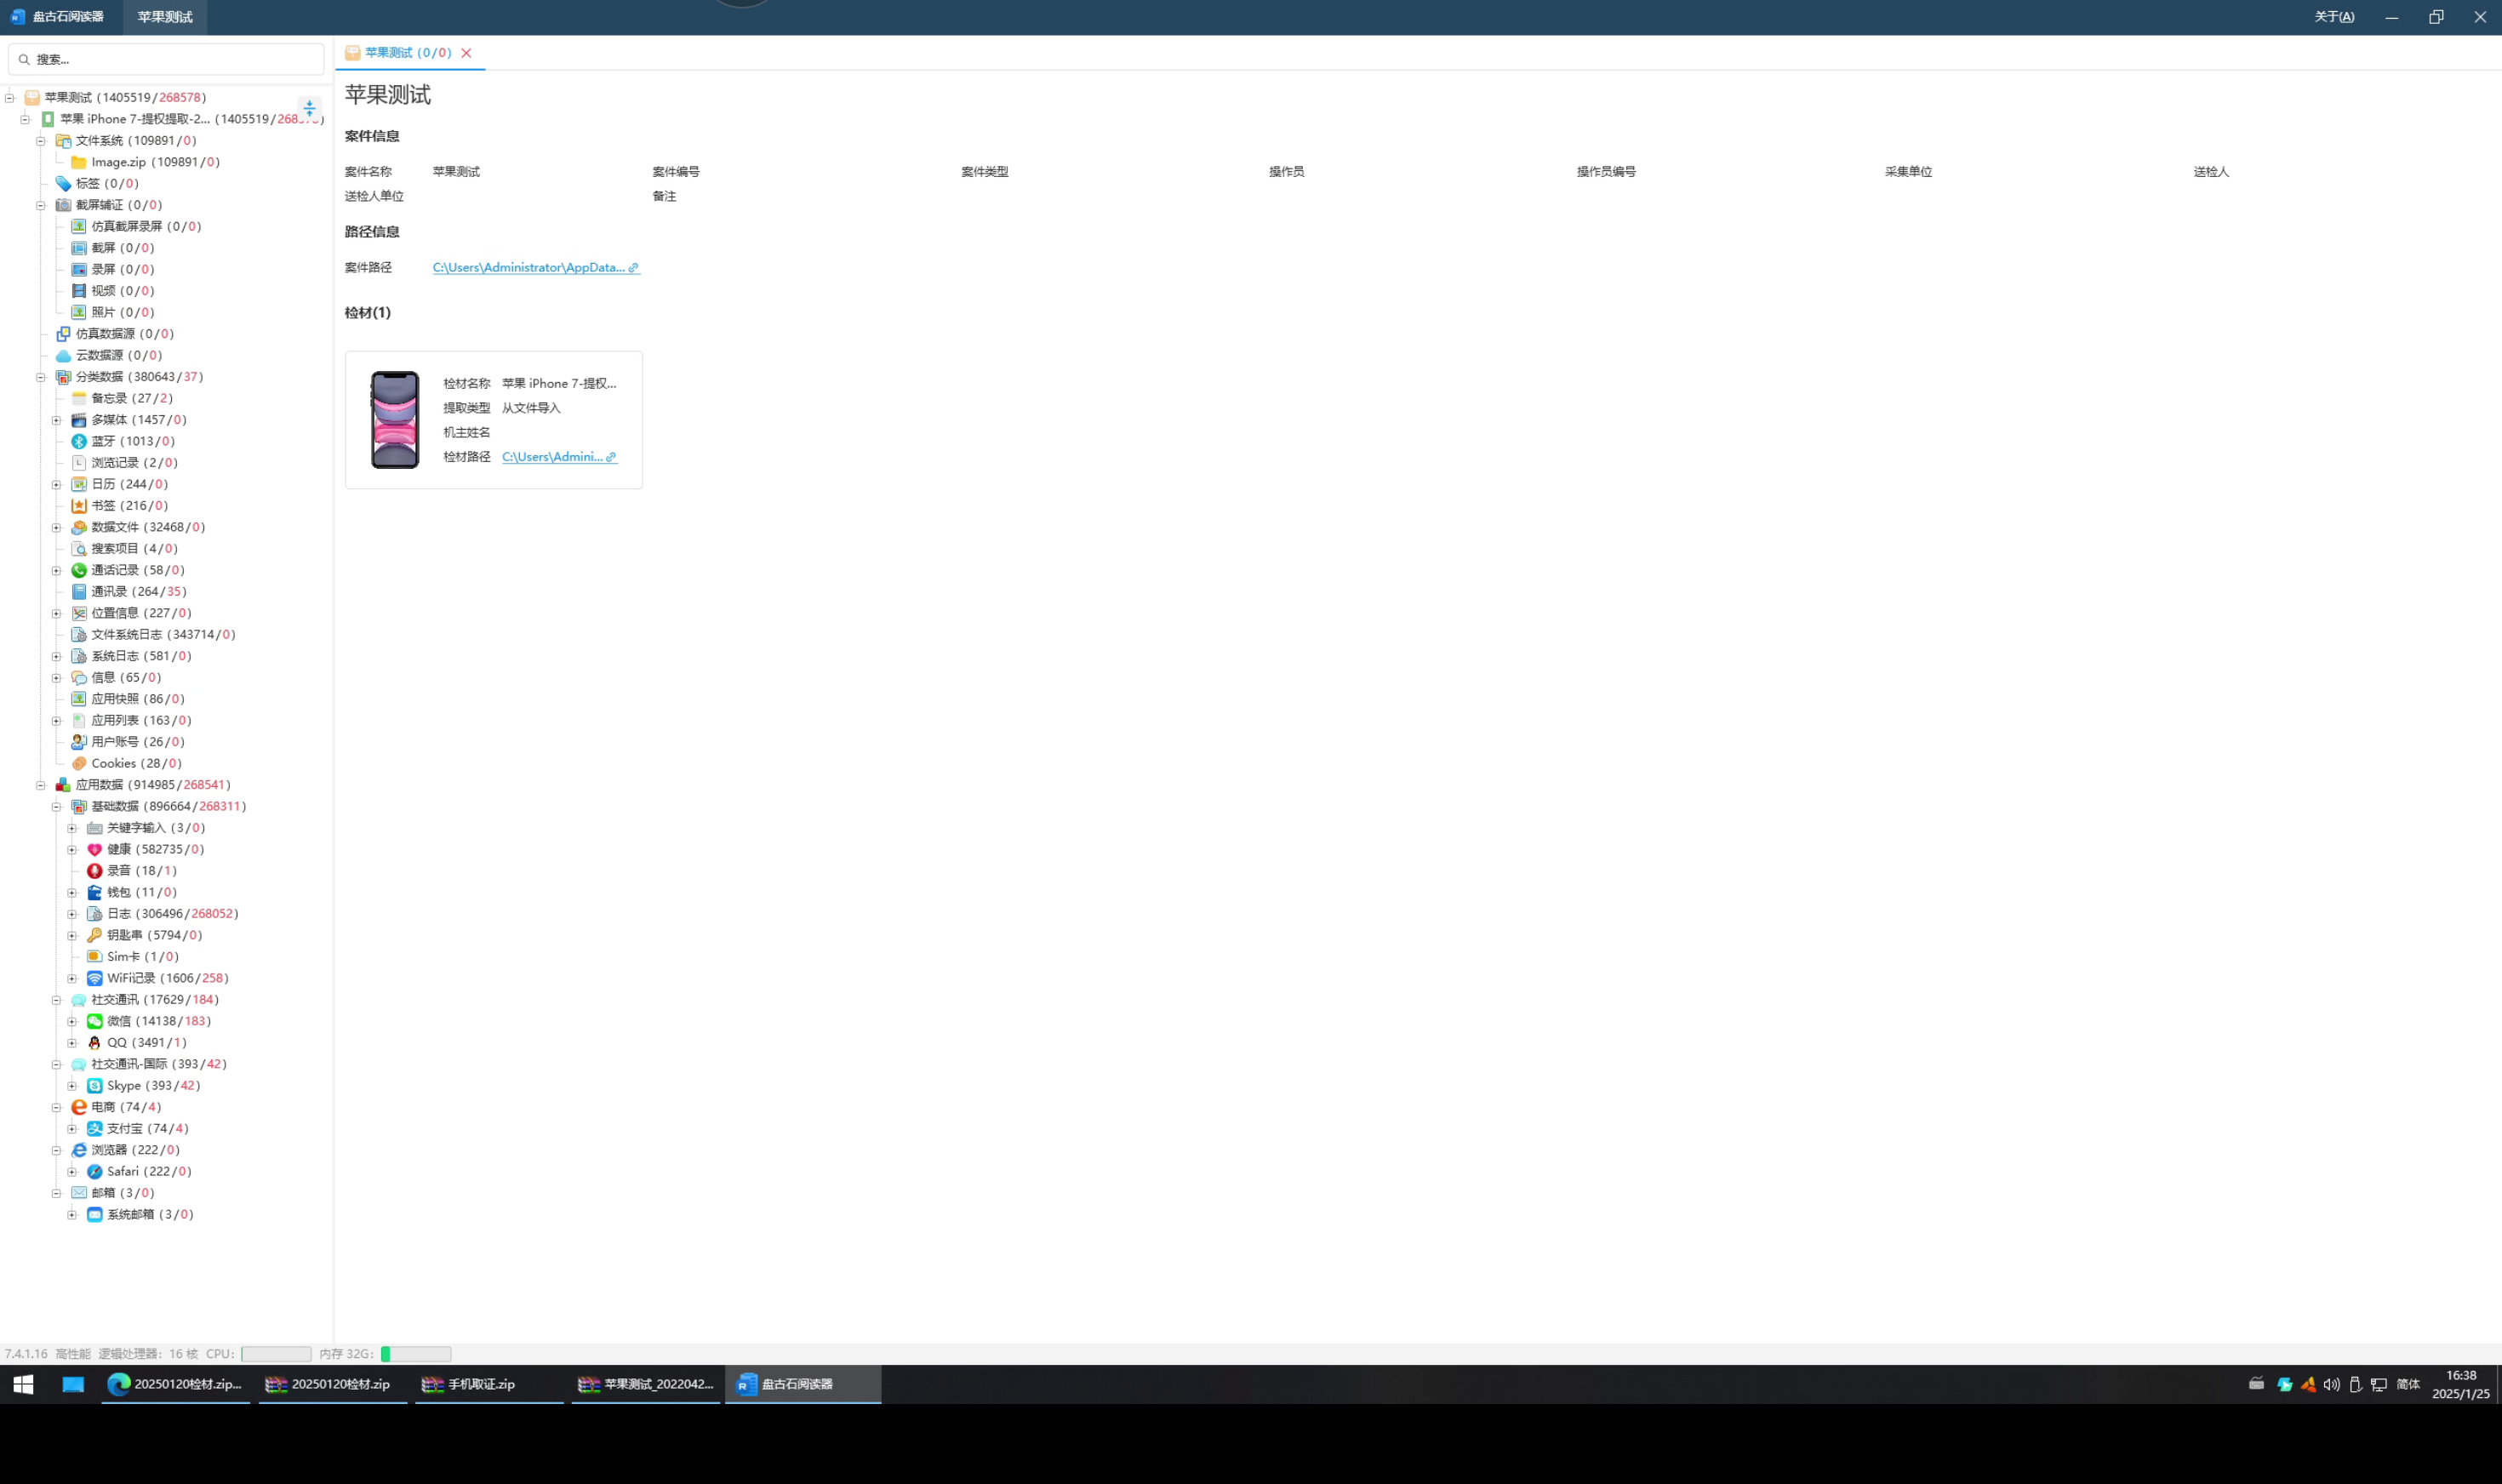 盘古石阅读器 苹果测试 关于(A)
搜索...
苹果测试 (0/0)
苹果测试 (1405519/268578)
苹果 iPhone 7-提权提取-2... (1405519/268578)
文件系统 (109891/0)
Image.zip (109891/0)
标签 (0/0)
截屏辅证 (0/0)
仿真截屏录屏 (0/0)
截屏 (0/0)
录屏 (0/0)
视频 (0/0)
照片 (0/0)
仿真数据源 (0/0)
云数据源 (0/0)
分类数据 (380643/37)
备忘录 (27/2)
多媒体 (1457/0)
蓝牙 (1013/0)
浏览记录 (2/0)
日历 (244/0)
书签 (216/0)
数据文件 (32468/0)
搜索项目 (4/0)
通话记录 (58/0)
通讯录 (264/35)
位置信息 (227/0)
文件系统日志 (343714/0)
系统日志 (581/0)
信息 (65/0)
应用快照 (86/0)
应用列表 (163/0)
用户账号 (26/0)
Cookies (28/0)
应用数据 (914985/268541)
基础数据 (896664/268311)
关键字输入 (3/0)
健康 (582735/0)
录音 (18/1)
钱包 (11/0)
日志 (306496/268052)
钥匙串 (5794/0)
Sim卡 (1/0)
WiFi记录 (1606/258)
社交通讯 (17629/184)
微信 (14138/183)
QQ (3491/1)
社交通讯-国际 (393/42)
Skype (393/42)
电商 (74/4)
支付宝 (74/4)
浏览器 (222/0)
Safari (222/0)
邮箱 (3/0)
系统邮箱 (3/0)
苹果测试
案件信息
案件名称 苹果测试 案件编号 案件类型 操作员 操作员编号 采集单位 送检人
送检人单位 备注
路径信息
案件路径 C:\Users\Administrator\AppData...
检材(1)
检材名称 苹果 iPhone 7-提权...
提取类型 从文件导入
机主姓名
检材路径 C:\Users\Admini...
7.4.1.16 高性能 逻辑处理器: 16 核 CPU: 内存 32G:
20250120检材.zip... 20250120检材.zip 手机取证.zip 苹果测试_2022042... 盘古石阅读器 简体 16:38
2025/1/25